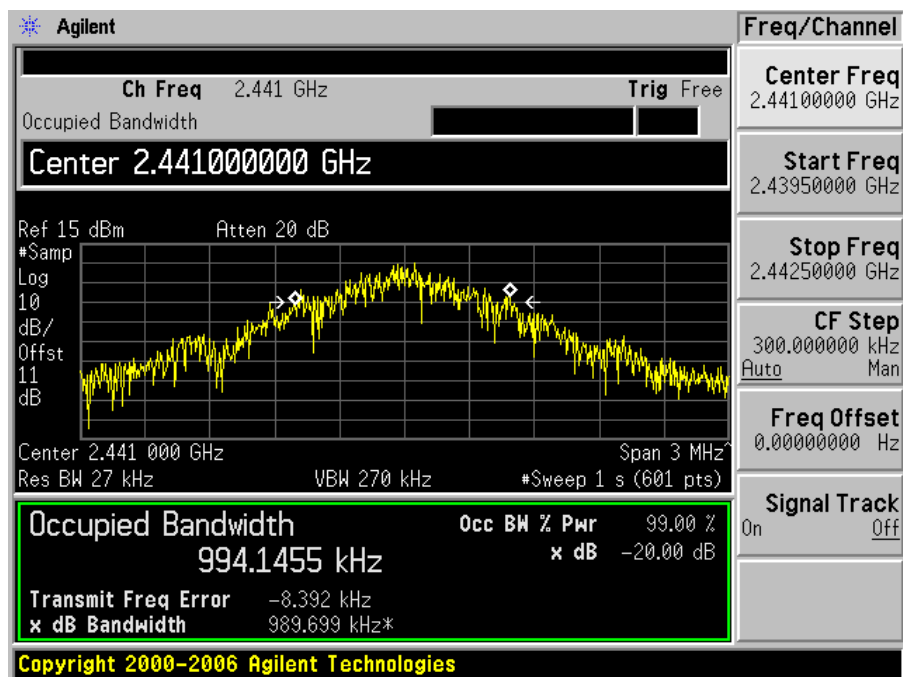 Agilent
Freq/Channel
Ch Freq 2.441 GHz Trig Free
Occupied Bandwidth
Center 2.441000000 GHz
Center Freq
2.44100000 GHz
Start Freq
2.43950000 GHz
Stop Freq
2.44250000 GHz
CF Step
300.000000 kHz
Auto Man
Freq Offset
0.00000000 Hz
Signal Track
On Off
Ref 15 dBm Atten 20 dB
#Samp
Log
10
dB/
Offst
11
dB
Center 2.441 000 GHz Span 3 MHz^
Res BW 27 kHz VBW 270 kHz #Sweep 1 s (601 pts)
Occupied Bandwidth
994.1455 kHz
Occ BW % Pwr 99.00 %
x dB -20.00 dB
Transmit Freq Error -8.392 kHz
x dB Bandwidth 989.699 kHz*
Copyright 2000-2006 Agilent Technologies